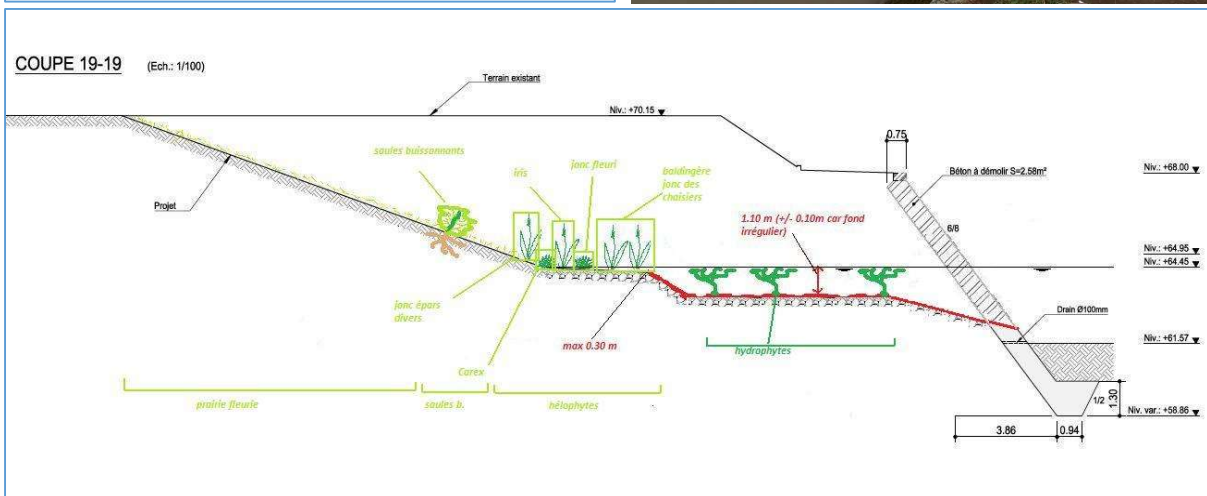 COUPE 19-19 (Ech.: 1/100)
Terrain existant
Niv.: +70.15
0.75
Niv.: +68.00
Béton à démolir S=2.58m²
saules buissonnants
iris
jonc fleuri
baldingère
jonc des
chaisiers
Projet
1.10 m (+/- 0.10m car fond
irrégulier)
6/8
Niv.: +64.95
Niv.: +64.45
jonc épars
divers
Drain Ø100mm
max 0.30 m
hydrophytes
Niv.: +61.57
Carex
prairie fleurie
saules b.
hélophytes
1/2
1.30
Niv. var.: +58.86
3.86
0.94